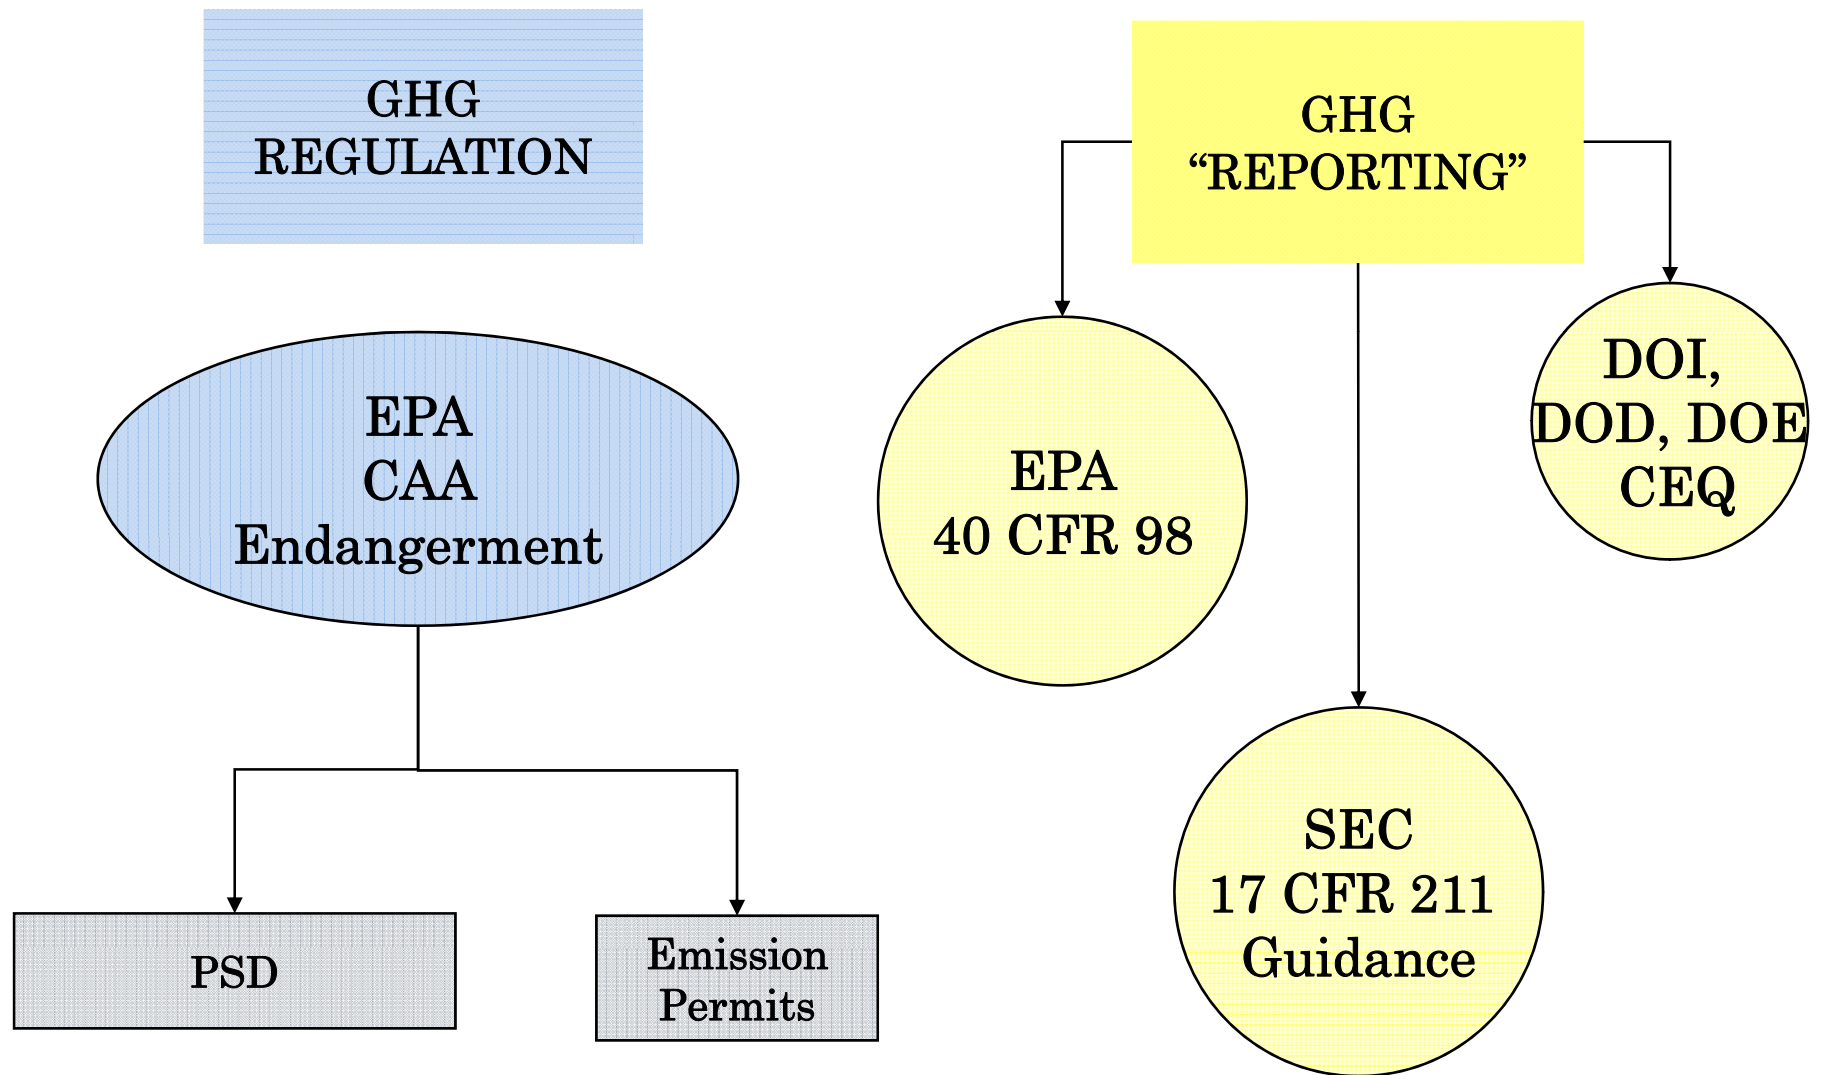 GHG
REGULATION
GHG
“REPORTING”
EPA
CAA
Endangerment
EPA
40 CFR 98
DOI,
DOD, DOE
CEQ
SEC
17 CFR 211
Guidance
PSD
Emission
Permits